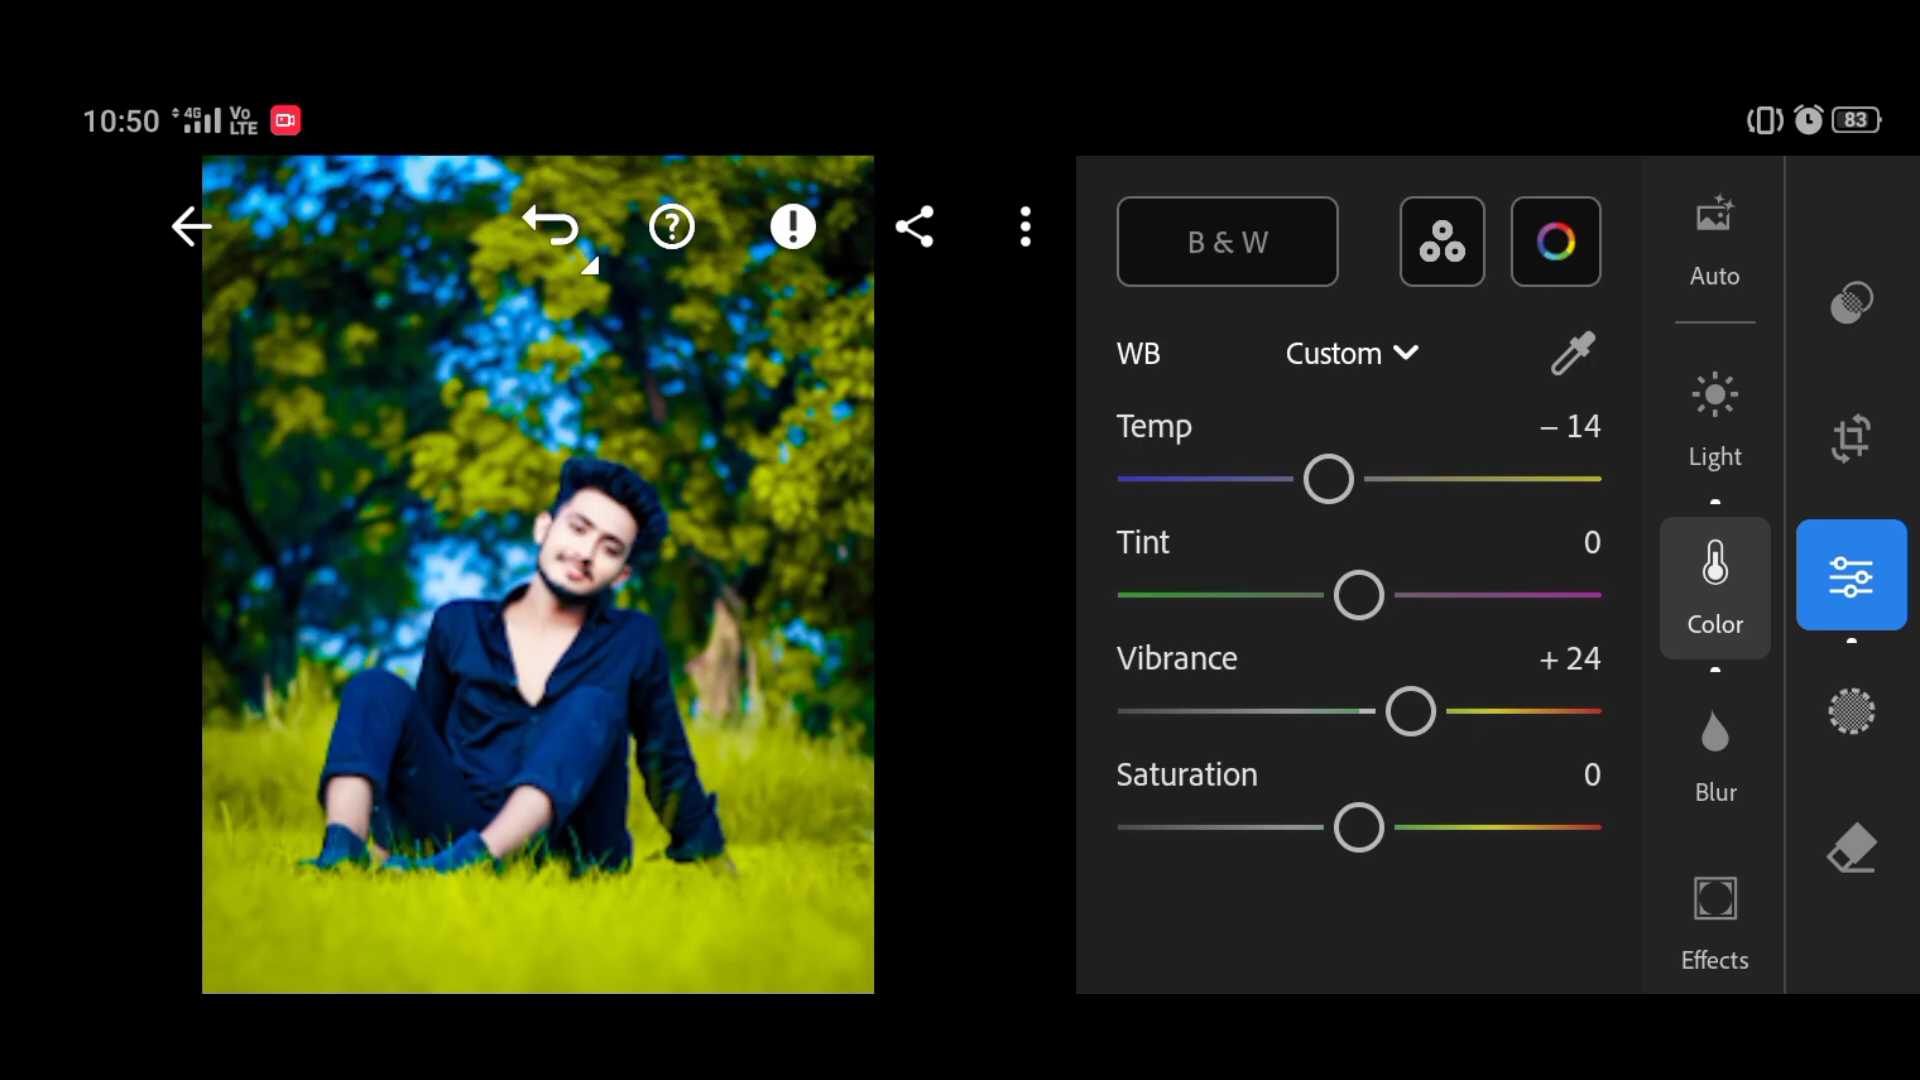 10:50 4G Vo LTE 83
B & W
WB Custom
Temp – 14
Tint 0
Vibrance + 24
Saturation 0
Auto
Light
Color
Blur
Effects